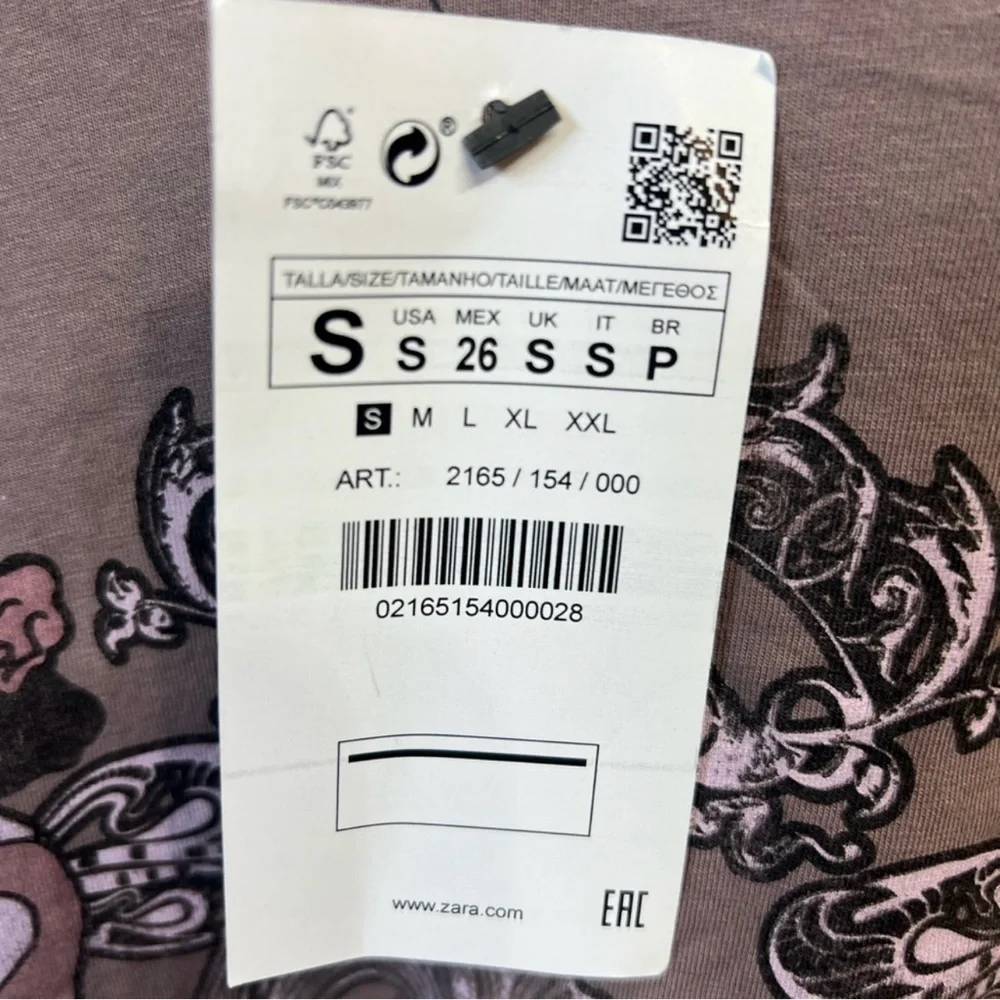 FSC
MIX
®
TALLA/SIZE/TAMANHO/TAILLE/MAAT/ΜΕΓΕΘΟΣ
USA MEX UK IT BR
S S 26 S S P
S M L XL XXL
ART.: 2165 / 154 / 000
02165154000028
www.zara.com
EAC